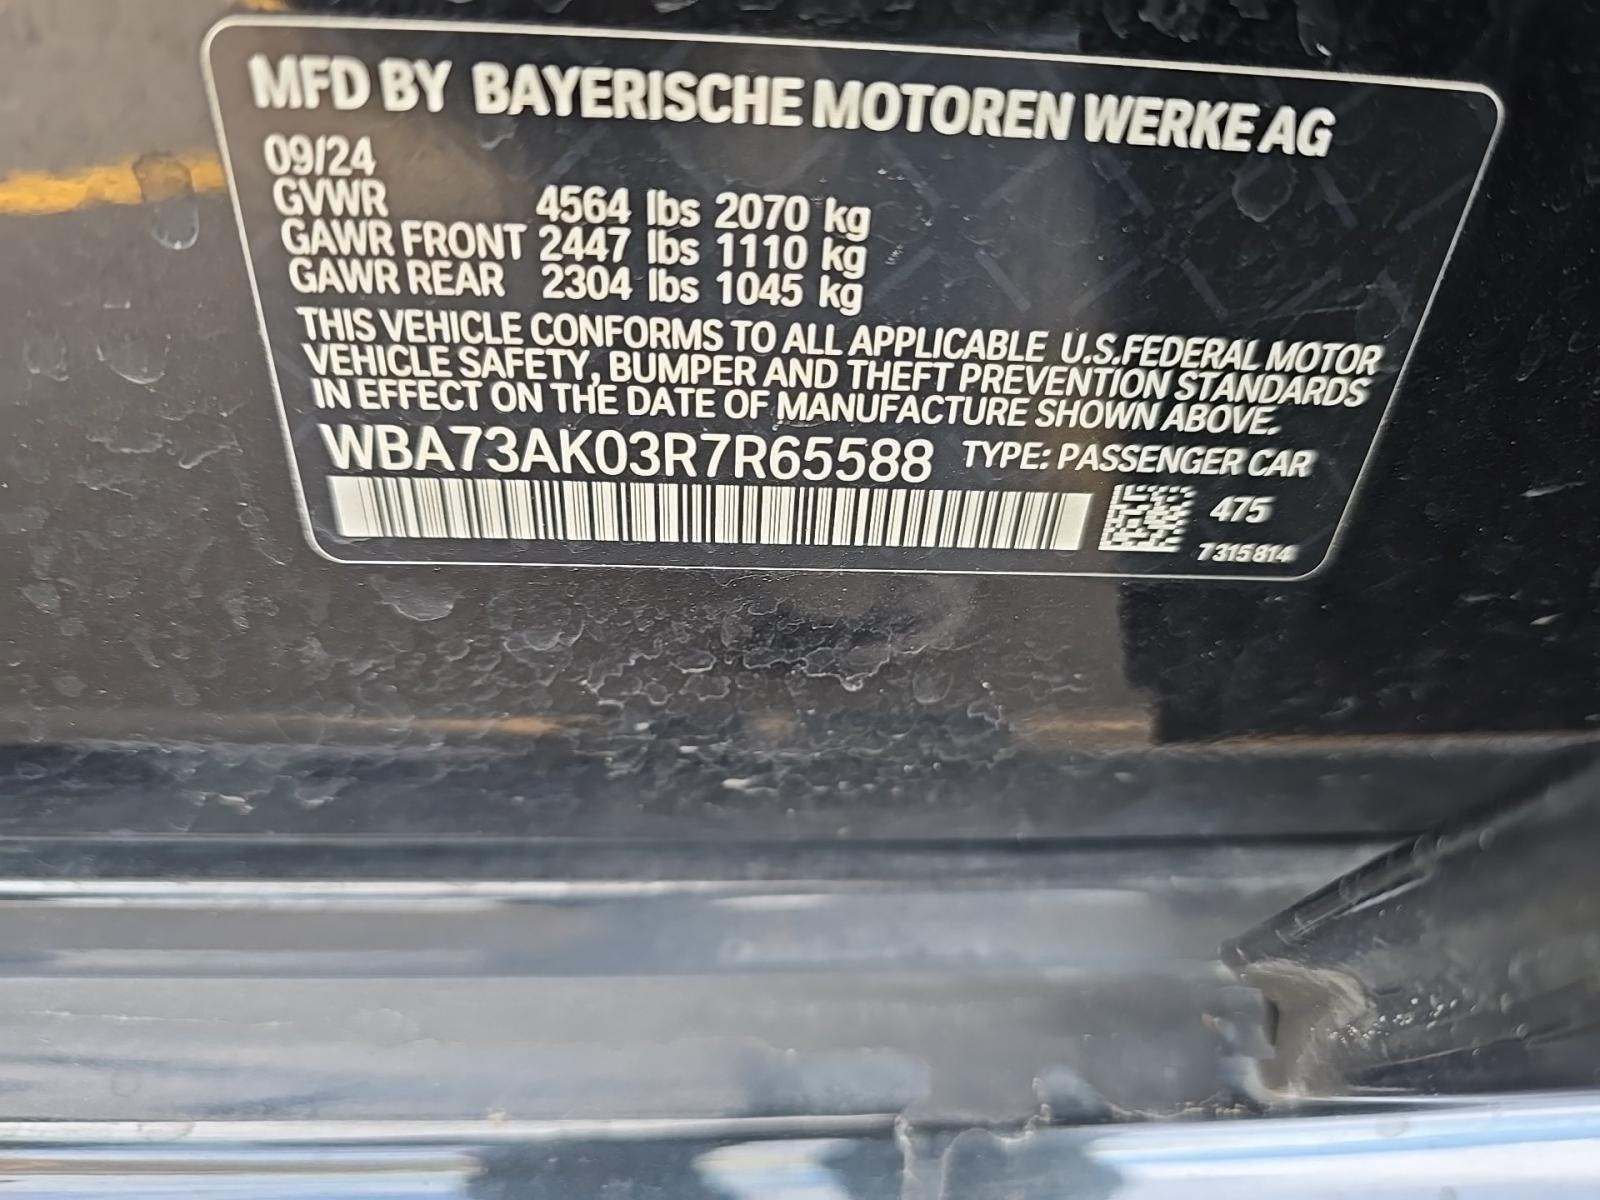 MFD BY BAYERISCHE MOTOREN WERKE AG
09/24
GVWR 4564 lbs 2070 kg
GAWR FRONT 2447 lbs 1110 kg
GAWR REAR 2304 lbs 1045 kg
THIS VEHICLE CONFORMS TO ALL APPLICABLE U.S.FEDERAL MOTOR
VEHICLE SAFETY, BUMPER AND THEFT PREVENTION STANDARDS
IN EFFECT ON THE DATE OF MANUFACTURE SHOWN ABOVE.
WBA73AK03R7R65588 TYPE: PASSENGER CAR
475
7315814